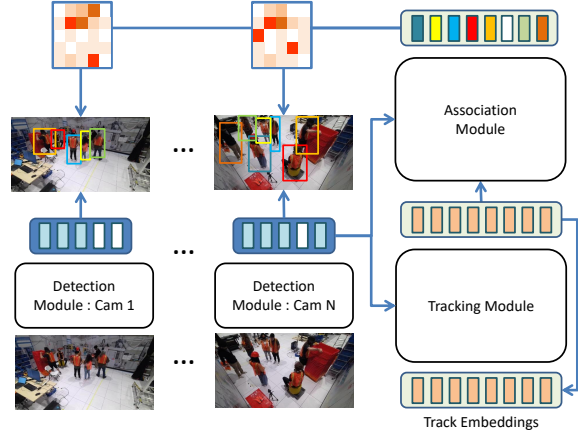 Association
Module
...
...
Detection
Module : Cam 1
Detection
Module : Cam N
Tracking Module
...
Track Embeddings